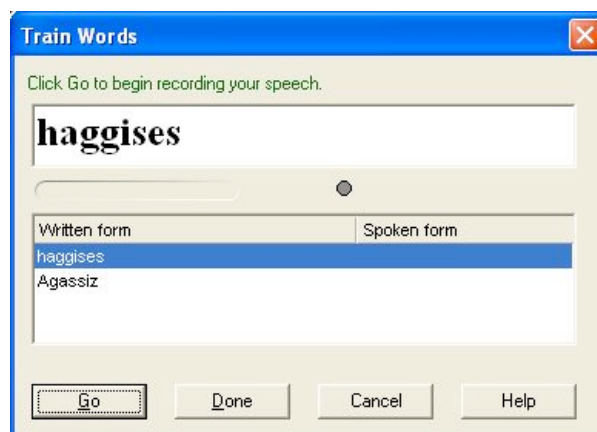 Train Words
Click Go to begin recording your speech.
haggises
Written form Spoken form
haggises
Agassiz
Go Done Cancel Help